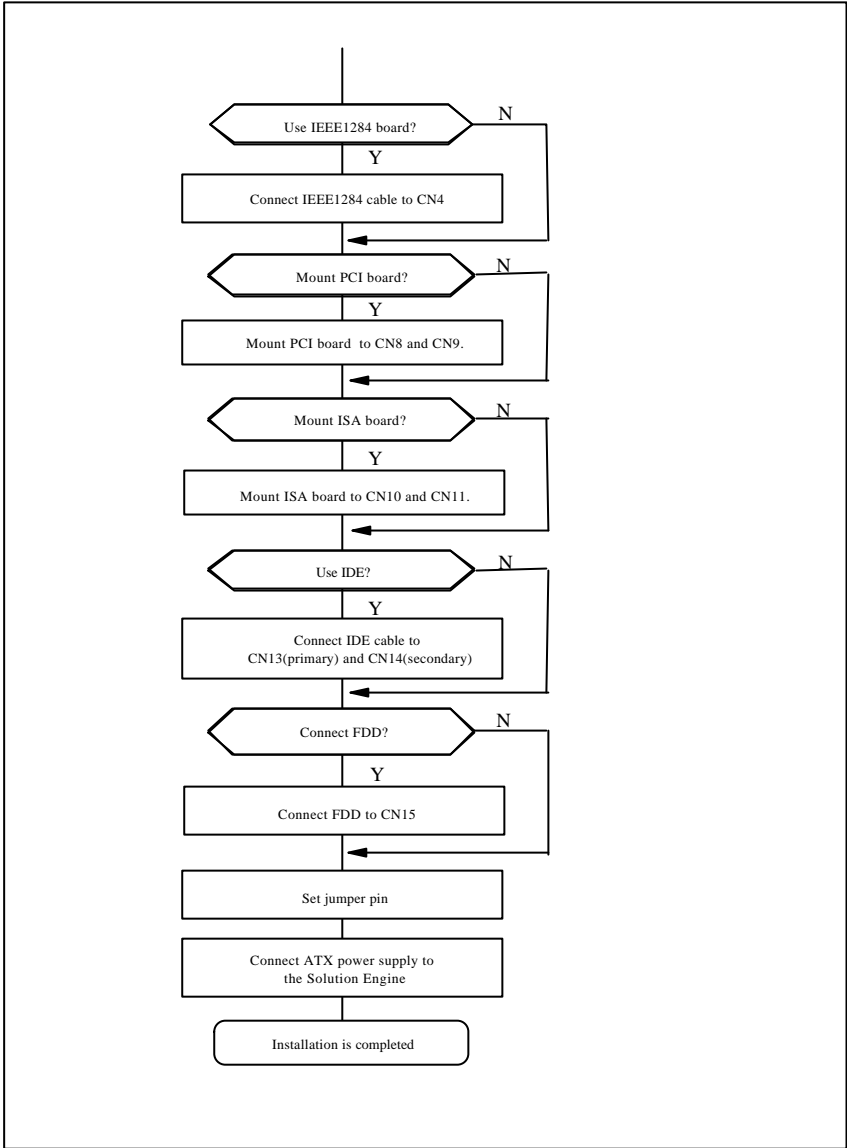 Use IEEE1284 board?
N
Y
Connect IEEE1284 cable to CN4
Mount PCI board?
N
Y
Mount PCI board to CN8 and CN9.
Mount ISA board?
N
Y
Mount ISA board to CN10 and CN11.
Use IDE?
N
Y
Connect IDE cable to
CN13(primary) and CN14(secondary)
Connect FDD?
N
Y
Connect FDD to CN15
Set jumper pin
Connect ATX power supply to
the Solution Engine
Installation is completed